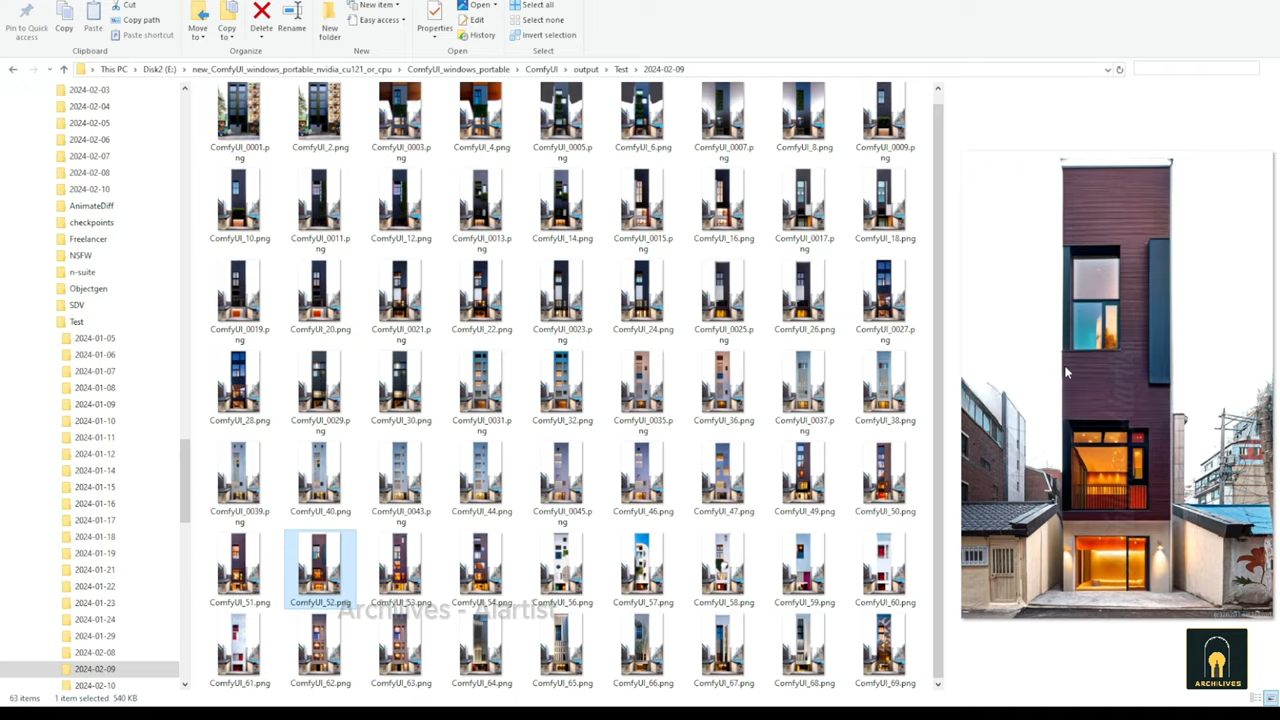 Cut
New item
Open
Select all
Pin to Quick access
Copy
Paste
Copy path
Paste shortcut
Move to
Copy to
Delete
Rename
New folder
Easy access
Properties
Edit
History
Select none
Invert selection
Clipboard
Organize
New
Open
Select
This PC > Disk2 (E:) > new_ComfyUI_windows_portable_nvidia_cu121_or_cpu > ComfyUI_windows_portable > ComfyUI > output > Test > 2024-02-09
2024-02-03
2024-02-04
2024-02-05
2024-02-06
2024-02-07
2024-02-08
2024-02-10
AnimateDiff
checkpoints
Freelancer
NSFW
n-suite
Objectgen
SDV
Test
2024-01-05
2024-01-06
2024-01-07
2024-01-08
2024-01-09
2024-01-10
2024-01-11
2024-01-12
2024-01-14
2024-01-15
2024-01-16
2024-01-17
2024-01-18
2024-01-19
2024-01-21
2024-01-22
2024-01-23
2024-01-24
2024-01-29
2024-02-08
2024-02-09
2024-02-10
ComfyUI_0001.png ComfyUI_2.png ComfyUI_0003.png ComfyUI_4.png ComfyUI_0005.png ComfyUI_6.png ComfyUI_0007.png ComfyUI_8.png ComfyUI_0009.png
ComfyUI_10.png ComfyUI_0011.png ComfyUI_12.png ComfyUI_0013.png ComfyUI_14.png ComfyUI_0015.png ComfyUI_16.png ComfyUI_0017.png ComfyUI_18.png
ComfyUI_0019.png ComfyUI_20.png ComfyUI_0021.png ComfyUI_22.png ComfyUI_0023.png ComfyUI_24.png ComfyUI_0025.png ComfyUI_26.png ComfyUI_0027.png
ComfyUI_28.png ComfyUI_0029.png ComfyUI_30.png ComfyUI_0031.png ComfyUI_32.png ComfyUI_0035.png ComfyUI_36.png ComfyUI_0037.png ComfyUI_38.png
ComfyUI_0039.png ComfyUI_40.png ComfyUI_0043.png ComfyUI_44.png ComfyUI_0045.png ComfyUI_46.png ComfyUI_47.png ComfyUI_49.png ComfyUI_50.png
ComfyUI_51.png ComfyUI_52.png ComfyUI_53.png ComfyUI_54.png ComfyUI_56.png ComfyUI_57.png ComfyUI_58.png ComfyUI_59.png ComfyUI_60.png
Archilives - AIartist
ComfyUI_61.png ComfyUI_62.png ComfyUI_63.png ComfyUI_64.png ComfyUI_65.png ComfyUI_66.png ComfyUI_67.png ComfyUI_68.png ComfyUI_69.png
ARCHILIVES
63 items 1 item selected 540 KB